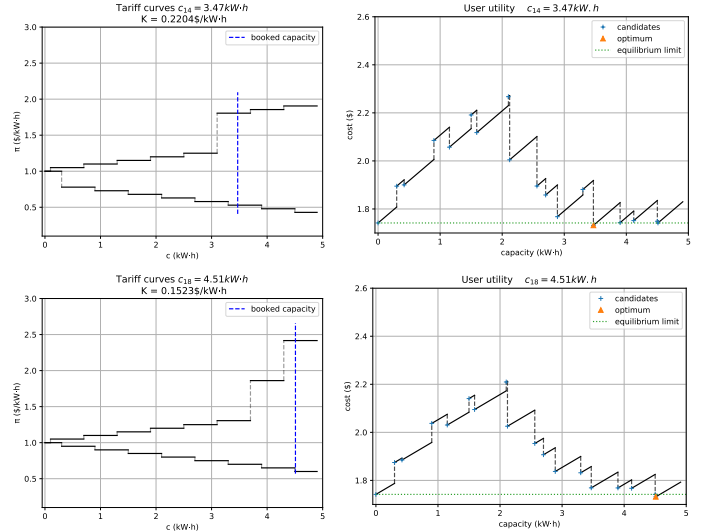 Tariff curves c₁₄ = 3.47kW·h
K = 0.2204$/kW·h
booked capacity
π ($/kW·h)
3.0
2.5
2.0
1.5
1.0
0.5
0 1 2 3 4 5
c (kW·h)
User utility c₁₄ = 3.47kW.h
candidates
optimum
equilibrium limit
cost ($)
2.6
2.4
2.2
2.0
1.8
0 1 2 3 4 5
capacity (kW·h)
Tariff curves c₁₈ = 4.51kW·h
K = 0.1523$/kW·h
booked capacity
π ($/kW·h)
3.0
2.5
2.0
1.5
1.0
0.5
0 1 2 3 4 5
c (kW·h)
User utility c₁₈ = 4.51kW.h
candidates
optimum
equilibrium limit
cost ($)
2.6
2.4
2.2
2.0
1.8
0 1 2 3 4 5
capacity (kW·h)